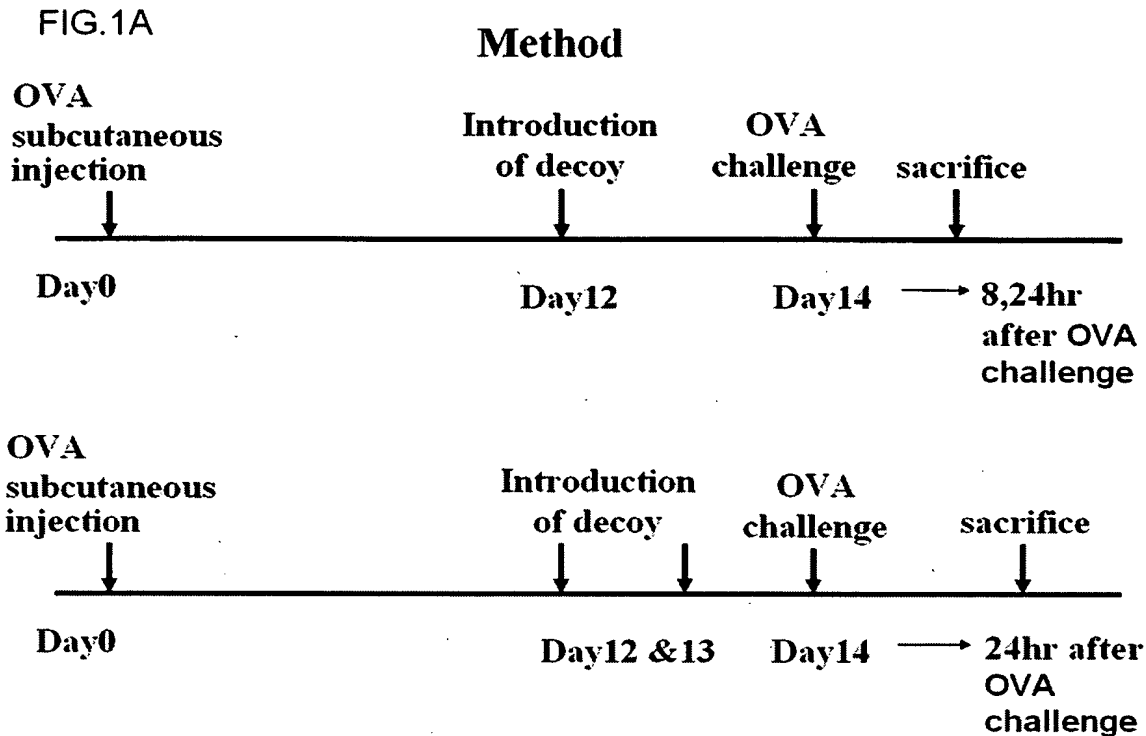 FIG.1A
Method
OVA
subcutaneous
injection
Introduction
of decoy
OVA
challenge
sacrifice
Day0
Day12
Day14
8,24hr
after OVA
challenge
OVA
subcutaneous
injection
Introduction
of decoy
OVA
challenge
sacrifice
Day0
Day12 &13
Day14
24hr after
OVA
challenge